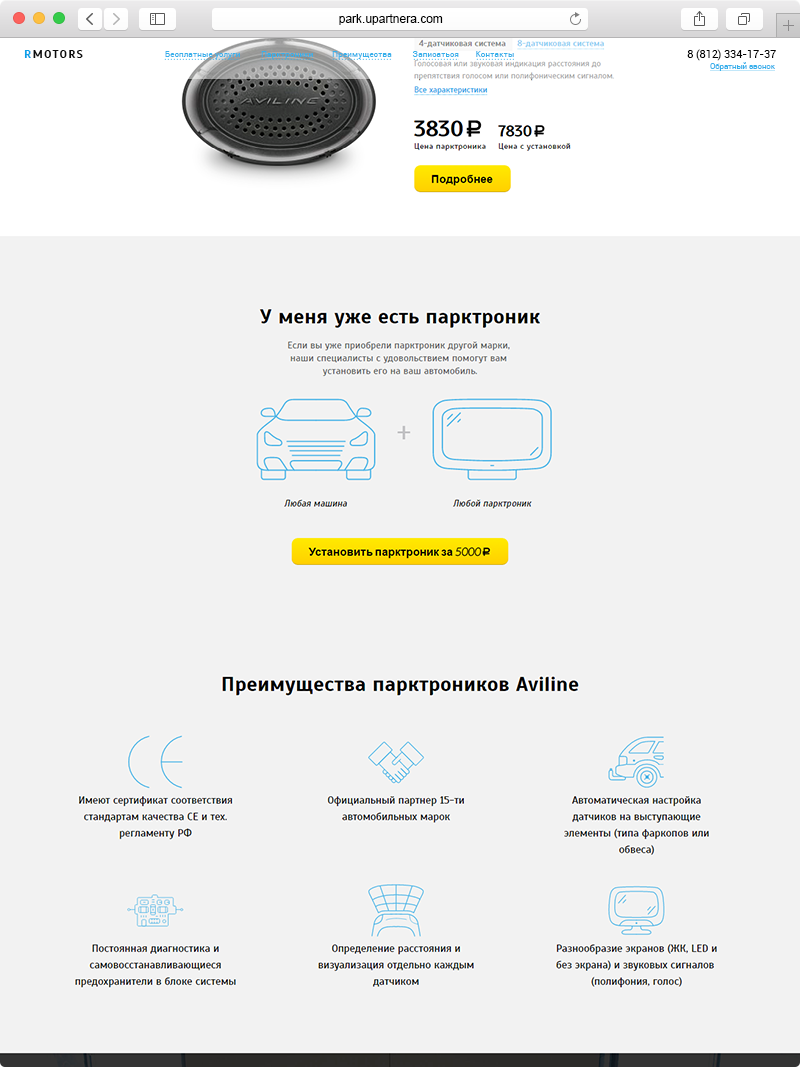 park.upartnera.com
RMOTORS
Бесплатные услуги
Преимущества
Записаться
Контакты
8 (812) 334-17-37
Обратный звонок
4-датчиковая система 8-датчиковая система
Голосовая или звуковая индикация расстояния до
препятствия голосом или полифоническим сигналом.
Все характеристики
AVILINE
3830 ₽ 7830 ₽
Цена парктроника Цена с установкой
Подробнее
У меня уже есть парктроник
Если вы уже приобрели парктроник другой марки,
наши специалисты с удовольствием помогут вам
установить его на ваш автомобиль.
+
Любая машина
Любой парктроник
Установить парктроник за 5000 ₽
Преимущества парктроников Aviline
CE
Имеют сертификат соответствия
стандартам качества CE и тех.
регламенту РФ
Официальный партнер 15-ти
автомобильных марок
Автоматическая настройка
датчиков на выступающие
элементы (типа фаркопов или
обвеса)
Постоянная диагностика и
самовосстанавливающиеся
предохранители в блоке системы
Определение расстояния и
визуализация отдельно каждым
датчиком
Разнообразие экранов (ЖК, LED и
без экрана) и звуковых сигналов
(полифония, голос)